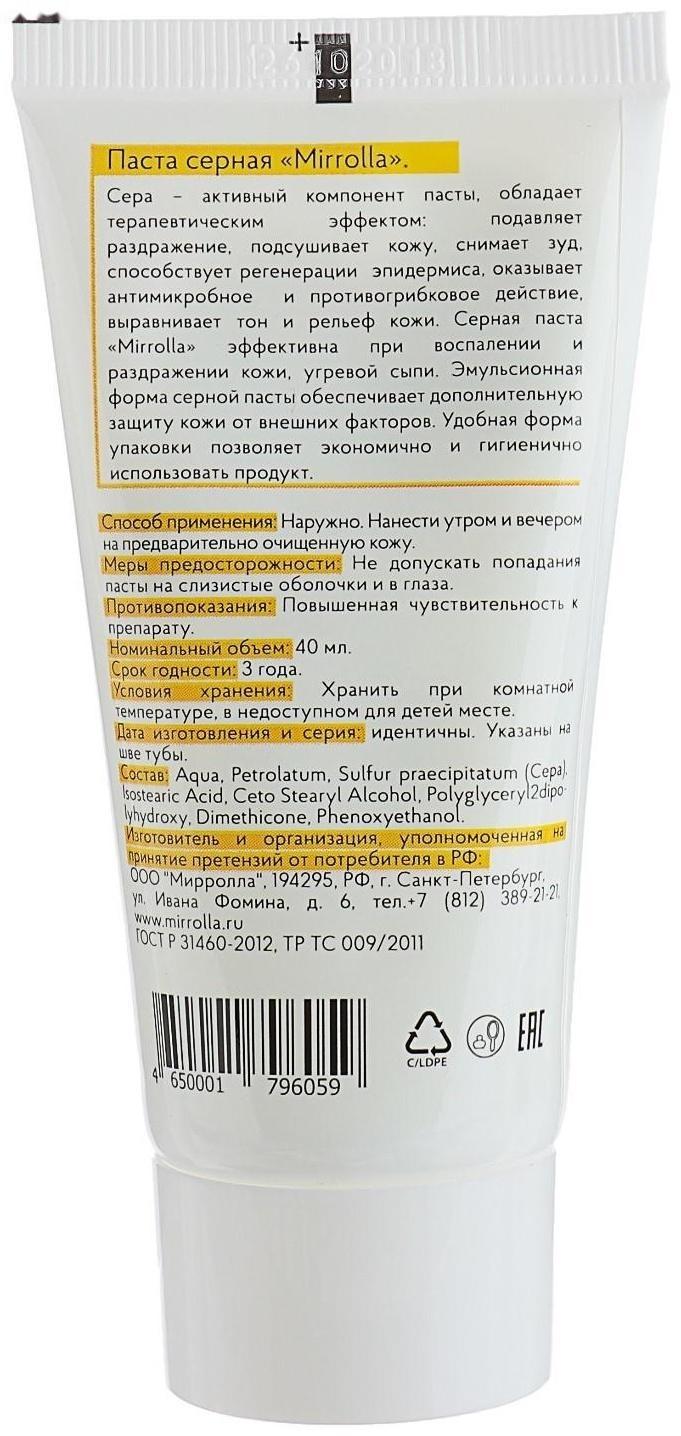 26 10 2018
Паста серная «Mirrolla».
Сера – активный компонент пасты, обладает
терапевтическим эффектом: подавляет
раздражение, подсушивает кожу, снимает зуд,
способствует регенерации эпидермиса, оказывает
антимикробное и противогрибковое действие,
выравнивает тон и рельеф кожи. Серная паста
«Mirrolla» эффективна при воспалении и
раздражении кожи, угревой сыпи. Эмульсионная
форма серной пасты обеспечивает дополнительную
защиту кожи от внешних факторов. Удобная форма
упаковки позволяет экономично и гигиенично
использовать продукт.
Способ применения: Наружно. Нанести утром и вечером
на предварительно очищенную кожу.
Меры предосторожности: Не допускать попадания
пасты на слизистые оболочки и в глаза.
Противопоказания: Повышенная чувствительность к
препарату.
Номинальный объем: 40 мл.
Срок годности: 3 года.
Условия хранения: Хранить при комнатной
температуре, в недоступном для детей месте.
Дата изготовления и серия: идентичны. Указаны на
шве тубы.
Состав: Aqua, Petrolatum, Sulfur praecipitatum (Сера),
Isostearic Acid, Ceto Stearyl Alcohol, Polyglyceryl2dipo-
lyhydroxy, Dimethicone, Phenoxyethanol.
Изготовитель и организация, уполномоченная на
принятие претензий от потребителя в РФ:
ООО "Мирролла", 194295, РФ, г. Санкт-Петербург,
ул. Ивана Фомина, д. 6, тел.+7 (812) 389-21-21,
www.mirrolla.ru
ГОСТ Р 31460-2012, ТР ТС 009/2011
C/LDPE
EAC
4 650001 796059